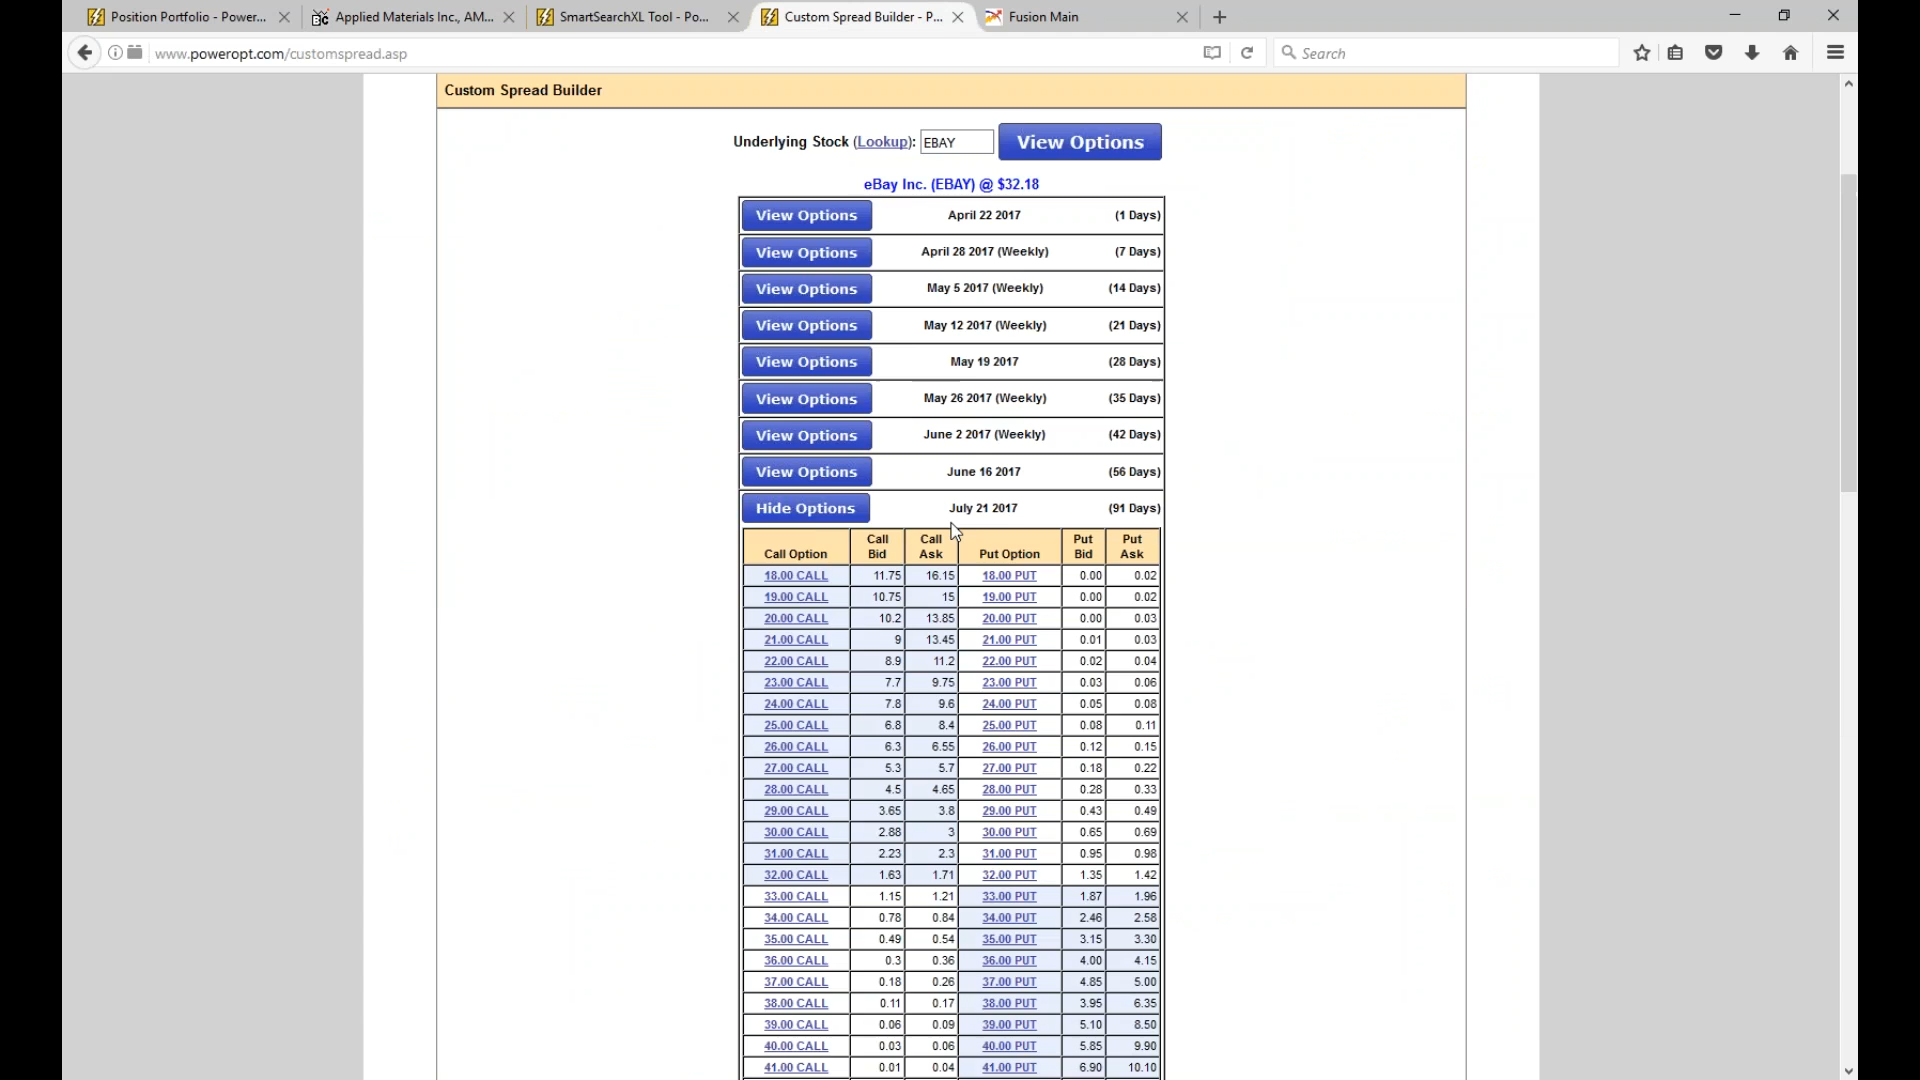 Position Portfolio - Power...
Applied Materials Inc., AM...
SmartSearchXL Tool - Po...
Custom Spread Builder - P...
Fusion Main
www.poweropt.com/customspread.asp
Search
Custom Spread Builder
Underlying Stock (Lookup): EBAY View Options
eBay Inc. (EBAY) @ $32.18
View Options April 22 2017 (1 Days)
View Options April 28 2017 (Weekly) (7 Days)
View Options May 5 2017 (Weekly) (14 Days)
View Options May 12 2017 (Weekly) (21 Days)
View Options May 19 2017 (28 Days)
View Options May 26 2017 (Weekly) (35 Days)
View Options June 2 2017 (Weekly) (42 Days)
View Options June 16 2017 (56 Days)
Hide Options July 21 2017 (91 Days)
Call Option Call Bid Call Ask Put Option Put Bid Put Ask
18.00 CALL 11.75 16.15 18.00 PUT 0.00 0.02
19.00 CALL 10.75 15 19.00 PUT 0.00 0.02
20.00 CALL 10.2 13.85 20.00 PUT 0.00 0.03
21.00 CALL 9 13.45 21.00 PUT 0.01 0.03
22.00 CALL 8.9 11.2 22.00 PUT 0.02 0.04
23.00 CALL 7.7 9.75 23.00 PUT 0.03 0.06
24.00 CALL 7.8 9.6 24.00 PUT 0.05 0.08
25.00 CALL 6.8 8.4 25.00 PUT 0.08 0.11
26.00 CALL 6.3 6.55 26.00 PUT 0.12 0.15
27.00 CALL 5.3 5.7 27.00 PUT 0.18 0.22
28.00 CALL 4.5 4.65 28.00 PUT 0.28 0.33
29.00 CALL 3.65 3.8 29.00 PUT 0.43 0.49
30.00 CALL 2.88 3 30.00 PUT 0.65 0.69
31.00 CALL 2.23 2.3 31.00 PUT 0.95 0.98
32.00 CALL 1.63 1.71 32.00 PUT 1.35 1.42
33.00 CALL 1.15 1.21 33.00 PUT 1.87 1.96
34.00 CALL 0.78 0.84 34.00 PUT 2.46 2.58
35.00 CALL 0.49 0.54 35.00 PUT 3.15 3.30
36.00 CALL 0.3 0.36 36.00 PUT 4.00 4.15
37.00 CALL 0.18 0.26 37.00 PUT 4.85 5.00
38.00 CALL 0.11 0.17 38.00 PUT 3.95 6.35
39.00 CALL 0.06 0.09 39.00 PUT 5.10 8.50
40.00 CALL 0.03 0.06 40.00 PUT 5.85 9.90
41.00 CALL 0.01 0.04 41.00 PUT 6.90 10.10